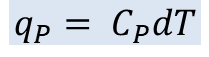 q_P = C_P dT